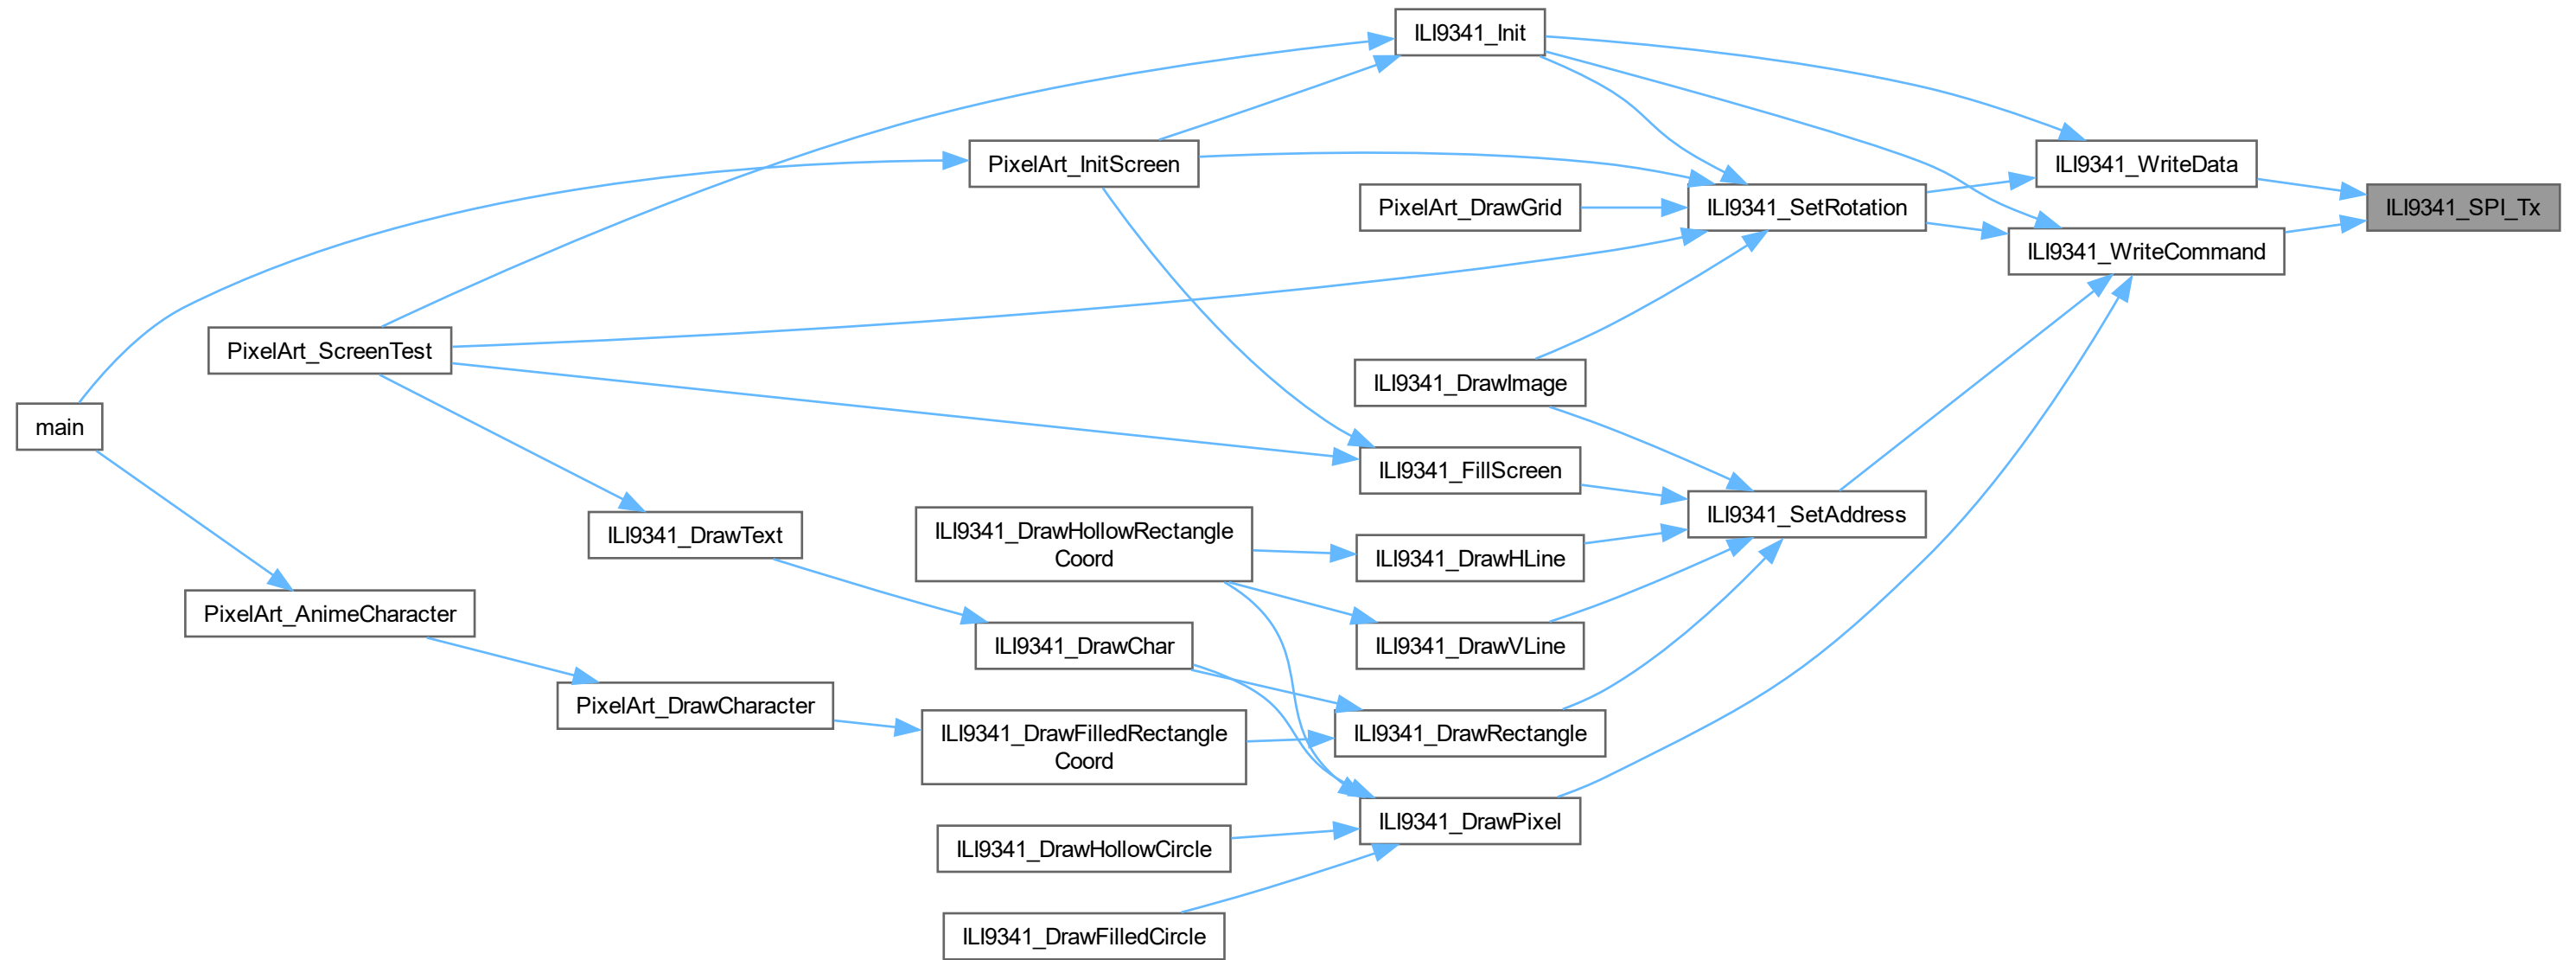 ILI9341_Init
PixelArt_InitScreen
ILI9341_WriteData
PixelArt_DrawGrid
ILI9341_SetRotation
ILI9341_SPI_Tx
ILI9341_WriteCommand
PixelArt_ScreenTest
ILI9341_DrawImage
main
ILI9341_FillScreen
ILI9341_SetAddress
ILI9341_DrawText
ILI9341_DrawHollowRectangle
Coord
ILI9341_DrawHLine
PixelArt_AnimeCharacter
ILI9341_DrawChar
ILI9341_DrawVLine
PixelArt_DrawCharacter
ILI9341_DrawFilledRectangle
Coord
ILI9341_DrawRectangle
ILI9341_DrawPixel
ILI9341_DrawHollowCircle
ILI9341_DrawFilledCircle